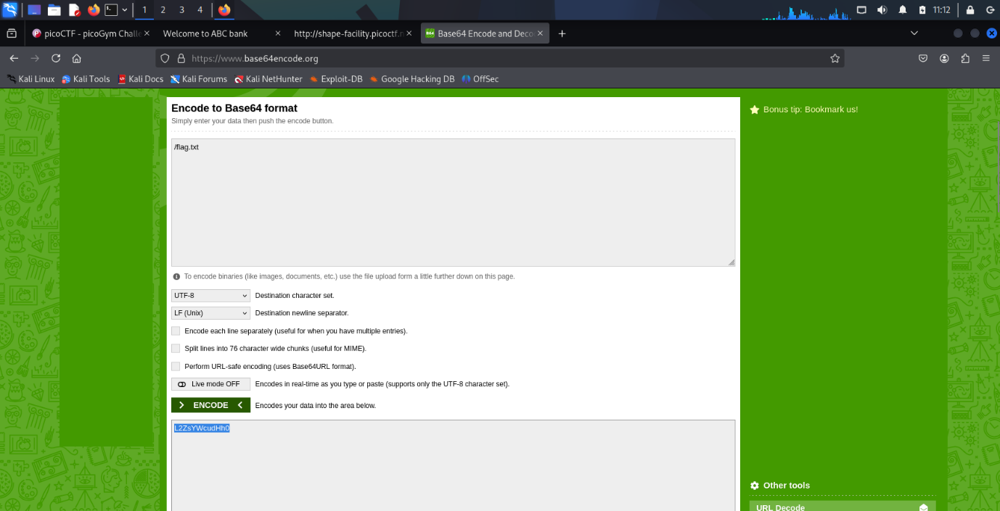 1 2 3 4 11:12
picoCTF - picoGym Challe Welcome to ABC bank http://shape-facility.picoctf.n B64 Base64 Encode and Deco
https://www.base64encode.org
Kali Linux Kali Tools Kali Docs Kali Forums Kali NetHunter Exploit-DB Google Hacking DB OffSec
Encode to Base64 format
Simply enter your data then push the encode button.
Bonus tip: Bookmark us!
/flag.txt
To encode binaries (like images, documents, etc.) use the file upload form a little further down on this page.
UTF-8 Destination character set.
LF (Unix) Destination newline separator.
Encode each line separately (useful for when you have multiple entries).
Split lines into 76 character wide chunks (useful for MIME).
Perform URL-safe encoding (uses Base64URL format).
Live mode OFF Encodes in real-time as you type or paste (supports only the UTF-8 character set).
> ENCODE < Encodes your data into the area below.
L2ZsYWcudHh0
Other tools
URL Decode